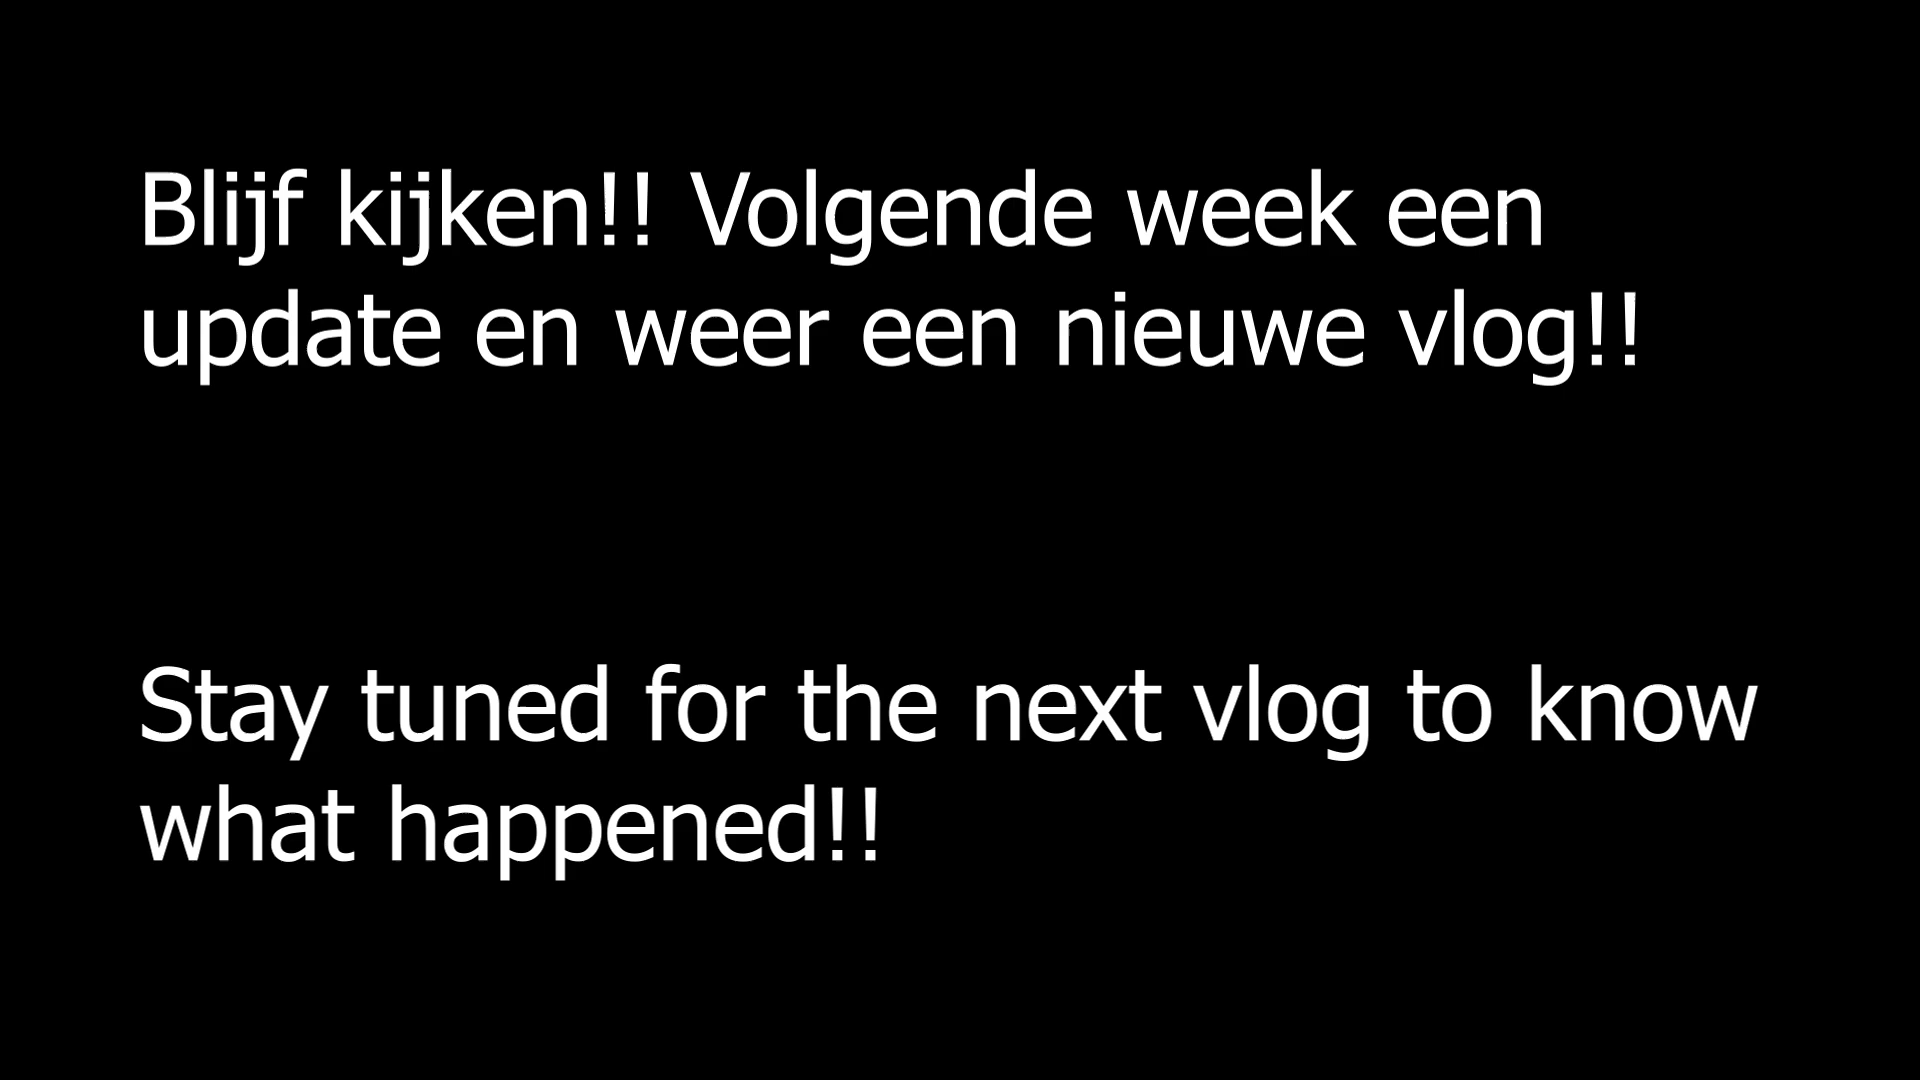 Blijf kijken!! Volgende week een
update en weer een nieuwe vlog!!
Stay tuned for the next vlog to know
what happened!!